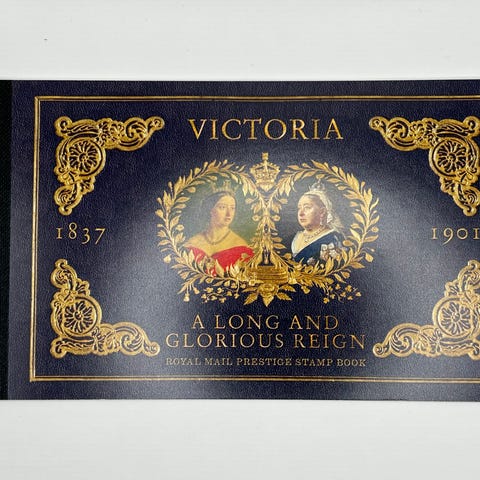 VICTORIA
1837
1901
A LONG AND
GLORIOUS REIGN
ROYAL MAIL PRESTIGE STAMP BOOK